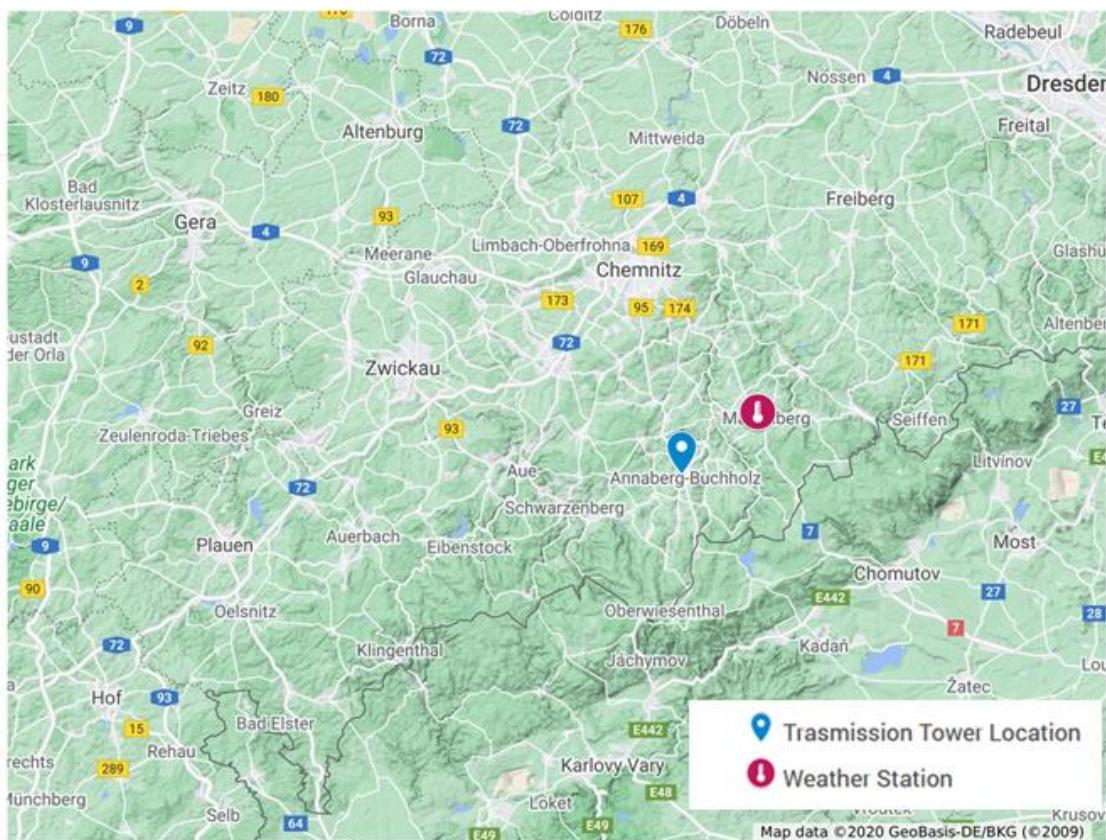 Borna
176
Colditz
Döbeln
Radebeul
9
72
Zeitz
180
Nossen
4
Dresden
Altenburg
72
Mittweida
Freital
Bad
Klosterlausnitz
Gera
93
107
4
Freiberg
4
Meerane
Limbach-Oberfrohna
169
9
Glauchau
Chemnitz
2
173
95
174
92
72
171
Zwickau
171
Greiz
93
Seiffen
27
Zeulenroda-Triebes
Aue
Annaberg-Buchholz
Litvínov
72
Schwarzenberg
9
Plauen
Auerbach
Eibenstock
7
Most
90
Oelsnitz
Chomutov
E442
27
28
72
Klingenthal
Oberwiesenthal
7
Jáchymov
Kadaň
Hof
93
Žatec
15
Bad Elster
Rehau
E442
289
Karlovy Vary
Münchberg
Selb
64
Loket
E48
E49
E49
Trasmission Tower Location
Weather Station
Map data ©2020 GeoBasis-DE/BKG (©2009)